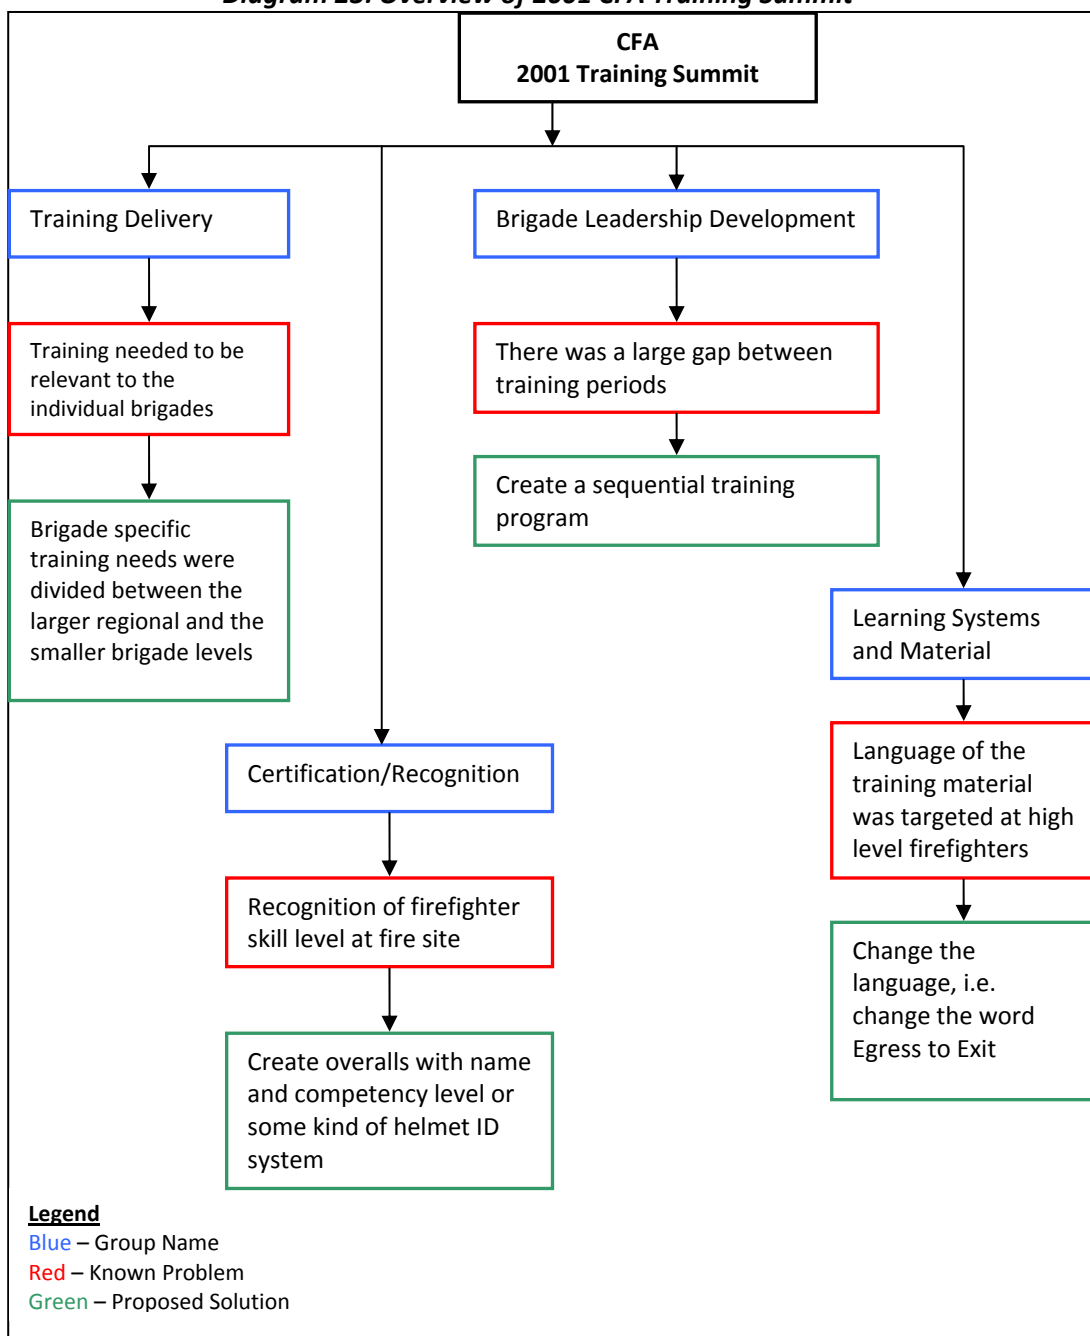 CFA
2001 Training Summit
Training Delivery
Training needed to be
relevant to the
individual brigades
Brigade specific
training needs were
divided between the
larger regional and the
smaller brigade levels
Certification/Recognition
Recognition of firefighter
skill level at fire site
Create overalls with name
and competency level or
some kind of helmet ID
system
Brigade Leadership Development
There was a large gap between
training periods
Create a sequential training
program
Learning Systems
and Material
Language of the
training material
was targeted at high
level firefighters
Change the
language, i.e.
change the word
Egress to Exit
Legend
Blue – Group Name
Red – Known Problem
Green – Proposed Solution